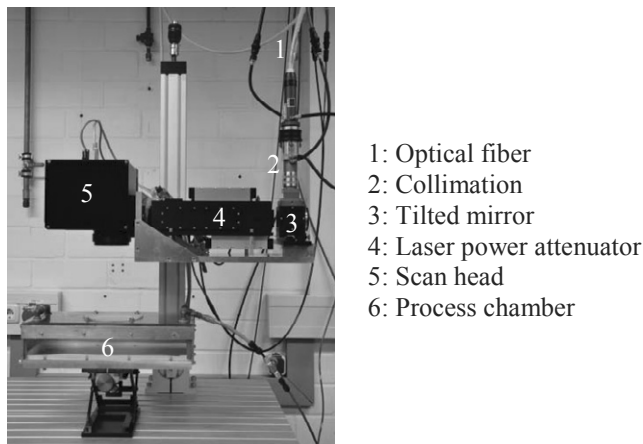 1
2
3
4
5
6
1: Optical fiber
2: Collimation
3: Tilted mirror
4: Laser power attenuator
5: Scan head
6: Process chamber